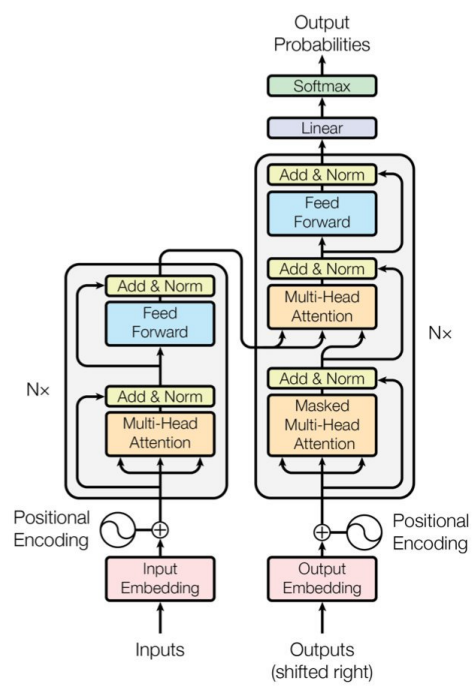 Output
Probabilities
Softmax
Linear
Add & Norm
Feed
Forward
Add & Norm
Multi-Head
Attention
Add & Norm
Masked
Multi-Head
Attention
Nx
Add & Norm
Feed
Forward
Add & Norm
Multi-Head
Attention
Nx
Positional
Encoding
Positional
Encoding
Input
Embedding
Output
Embedding
Inputs
Outputs
(shifted right)